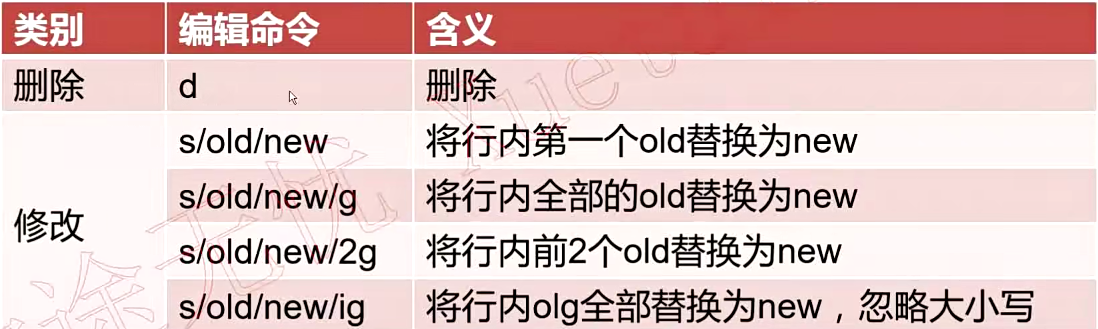 类别 编辑命令 含义
删除 d 删除
修改 s/old/new 将行内第一个old替换为new
s/old/new/g 将行内全部的old替换为new
s/old/new/2g 将行内前2个old替换为new
s/old/new/ig 将行内olg全部替换为new，忽略大小写
途无忧 Xue